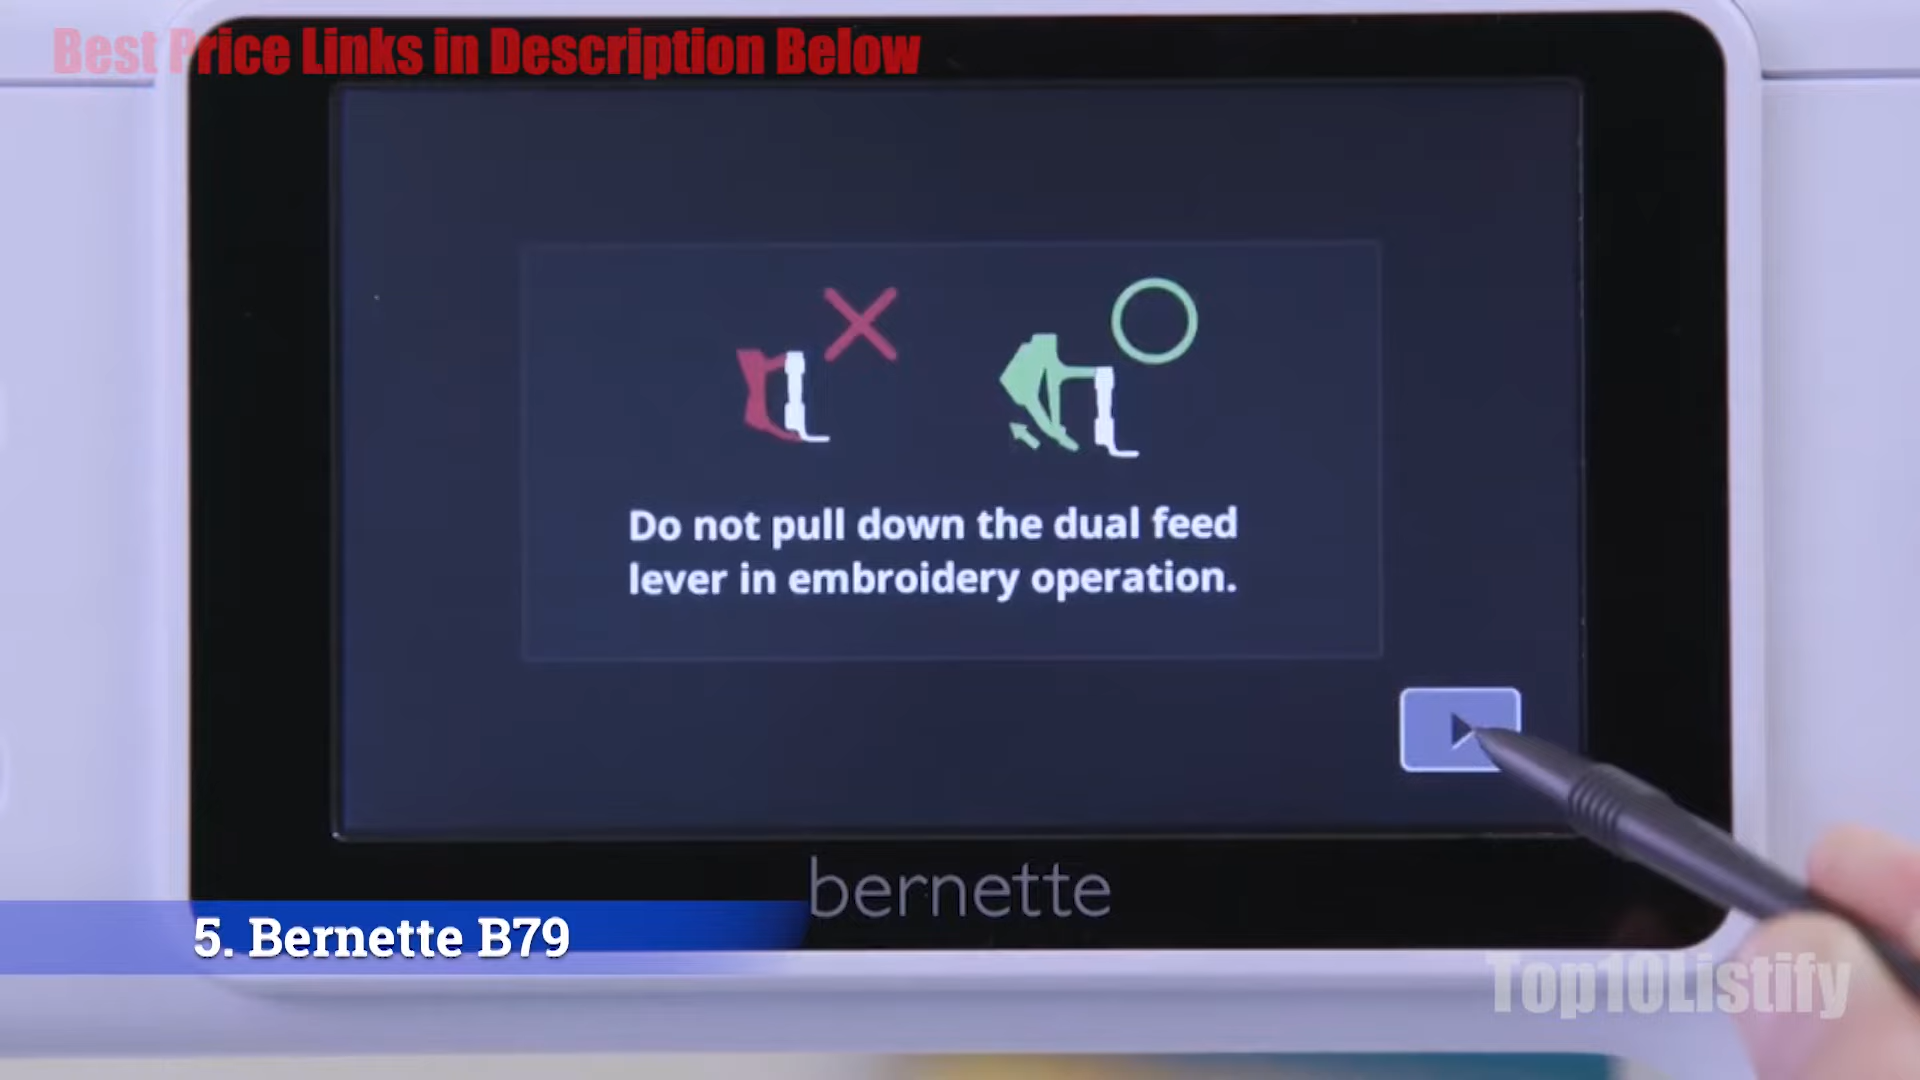 Best Price Links in Description Below
Do not pull down the dual feed
lever in embroidery operation.
bernette
5. Bernette B79
Top10Listify